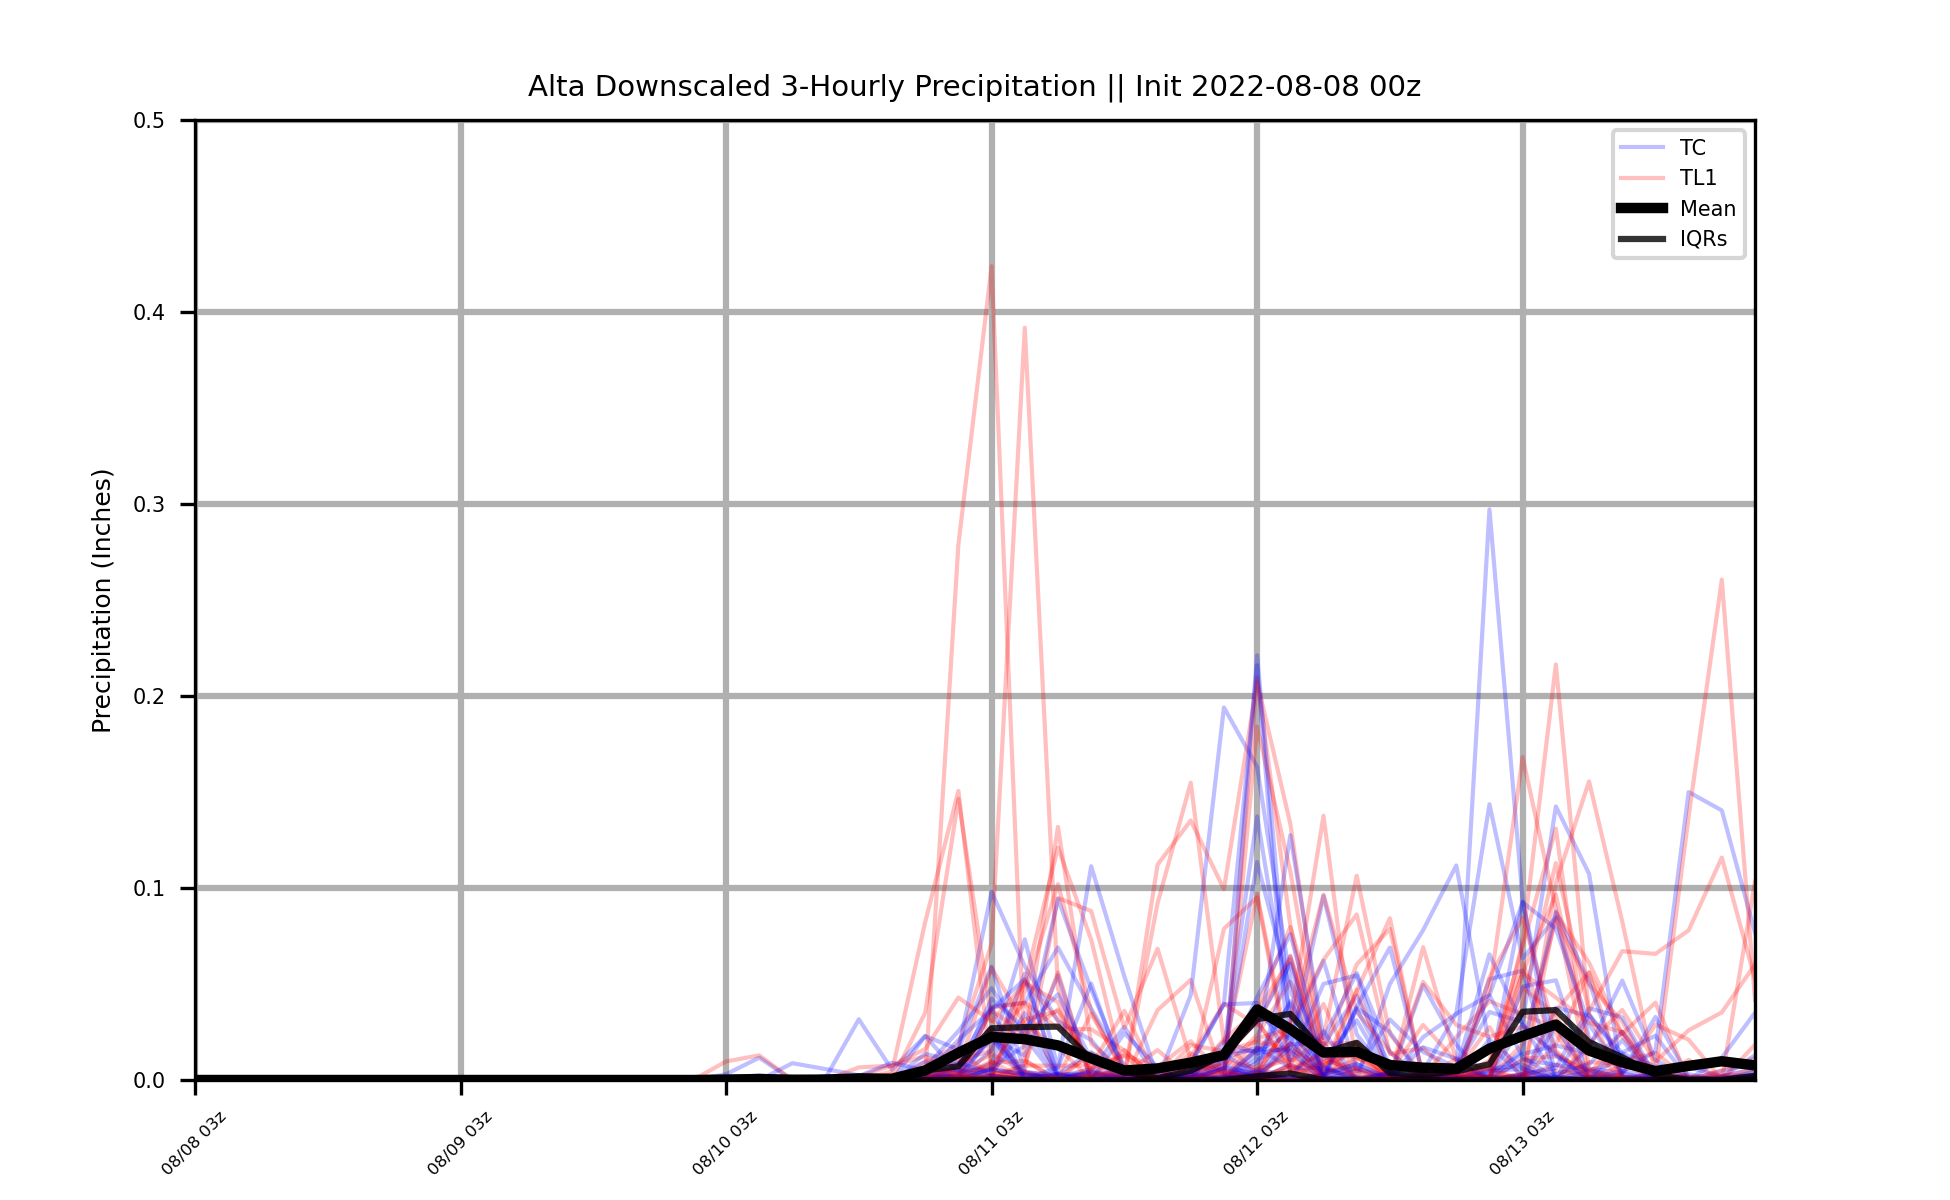 Alta Downscaled 3-Hourly Precipitation || Init 2022-08-08 00z
0.5
0.4
0.3
0.2
0.1
0.0
Precipitation (Inches)
TC
TL1
Mean
IQRs
08/08 03z
08/09 03z
08/10 03z
08/11 03z
08/12 03z
08/13 03z